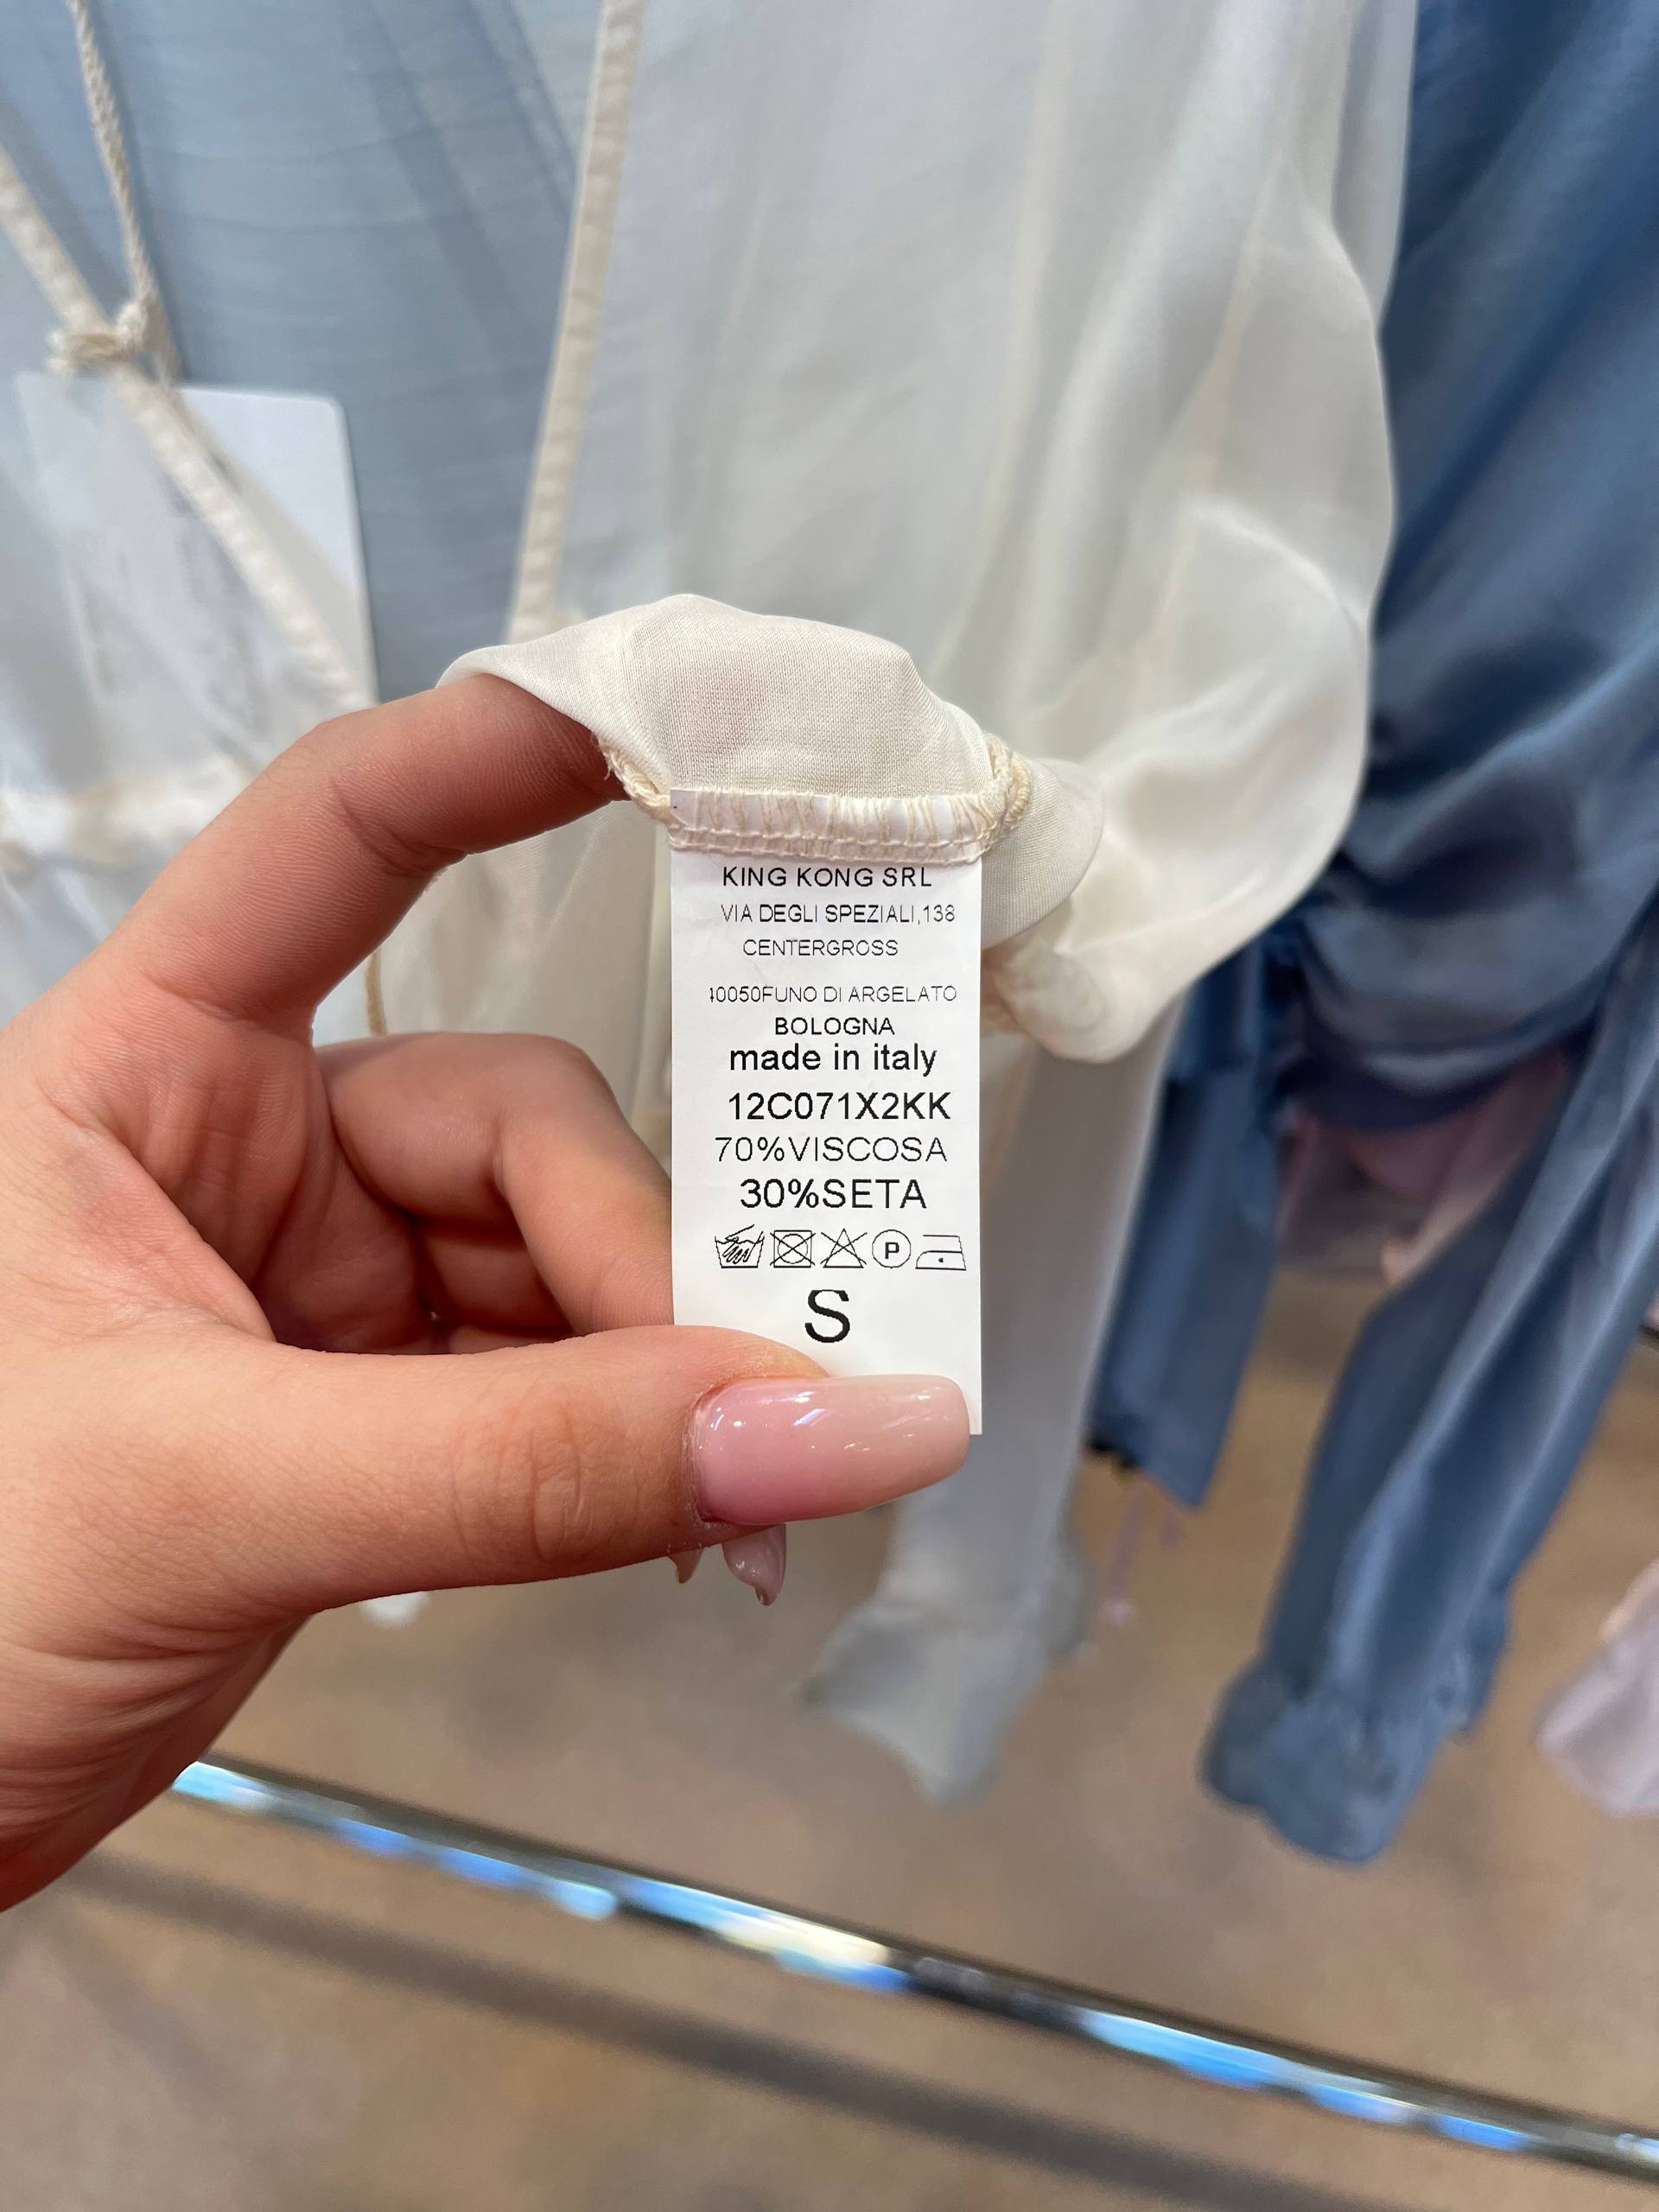 KING KONG SRL
VIA DEGLI SPEZIALI,138
CENTERGROSS
40050FUNO DI ARGELATO
BOLOGNA
made in italy
12C071X2KK
70%VISCOSA
30%SETA
P
S